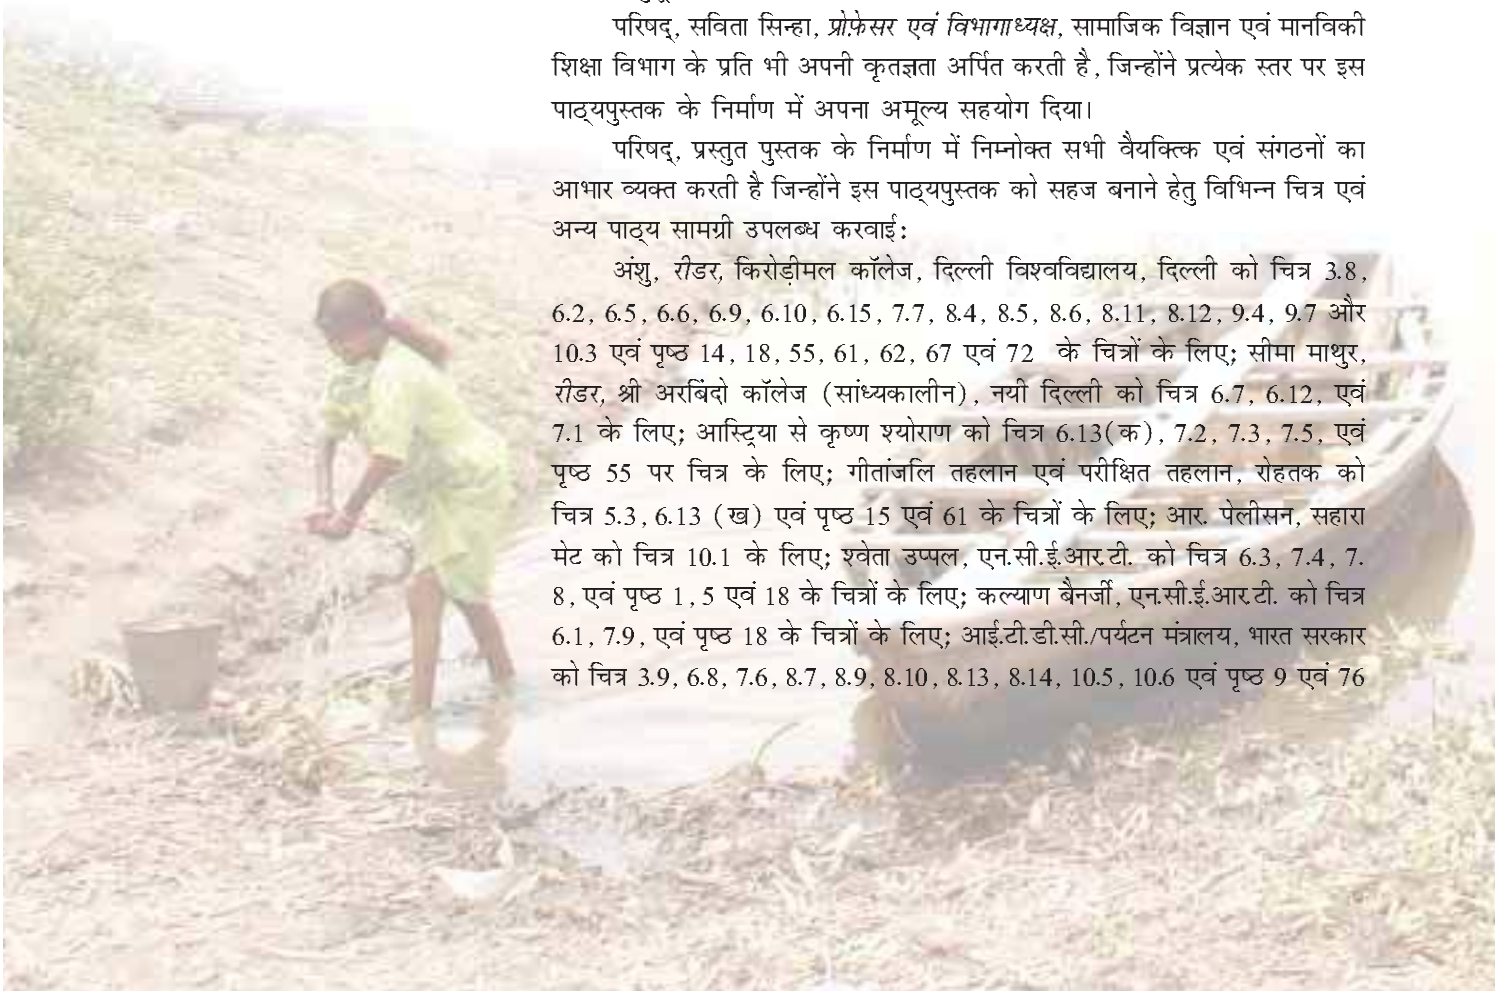 परिषद्, सविता सिन्हा, प्रोफ़ेसर एवं विभागाध्यक्ष, सामाजिक विज्ञान एवं मानविकी
शिक्षा विभाग के प्रति भी अपनी कृतज्ञता अर्पित करती है, जिन्होंने प्रत्येक स्तर पर इस
पाठ्यपुस्तक के निर्माण में अपना अमूल्य सहयोग दिया।
परिषद्, प्रस्तुत पुस्तक के निर्माण में निम्नोक्त सभी वैयक्त्कि एवं संगठनों का
आभार व्यक्त करती है जिन्होंने इस पाठ्यपुस्तक को सहज बनाने हेतु विभिन्न चित्र एवं
अन्य पाठ्य सामग्री उपलब्ध करवाई:
अंशु, रीडर, किरोड़ीमल कॉलेज, दिल्ली विश्वविद्यालय, दिल्ली को चित्र 3.8,
6.2, 6.5, 6.6, 6.9, 6.10, 6.15, 7.7, 8.4, 8.5, 8.6, 8.11, 8.12, 9.4, 9.7 और
10.3 एवं पृष्ठ 14, 18, 55, 61, 62, 67 एवं 72 के चित्रों के लिए; सीमा माथुर,
रीडर, श्री अरबिंदो कॉलेज (सांध्यकालीन), नयी दिल्ली को चित्र 6.7, 6.12, एवं
7.1 के लिए; आस्ट्रिया से कृष्ण श्योराण को चित्र 6.13(क), 7.2, 7.3, 7.5, एवं
पृष्ठ 55 पर चित्र के लिए; गीतांजलि तहलान एवं परीक्षित तहलान, रोहतक को
चित्र 5.3, 6.13 (ख) एवं पृष्ठ 15 एवं 61 के चित्रों के लिए; आर. पेलीसन, सहारा
मेट को चित्र 10.1 के लिए; श्वेता उप्पल, एन.सी.ई.आर.टी. को चित्र 6.3, 7.4, 7.
8, एवं पृष्ठ 1, 5 एवं 18 के चित्रों के लिए; कल्याण बैनर्जी, एन.सी.ई.आर.टी. को चित्र
6.1, 7.9, एवं पृष्ठ 18 के चित्रों के लिए; आई.टी.डी.सी./पर्यटन मंत्रालय, भारत सरकार
को चित्र 3.9, 6.8, 7.6, 8.7, 8.9, 8.10, 8.13, 8.14, 10.5, 10.6 एवं पृष्ठ 9 एवं 76